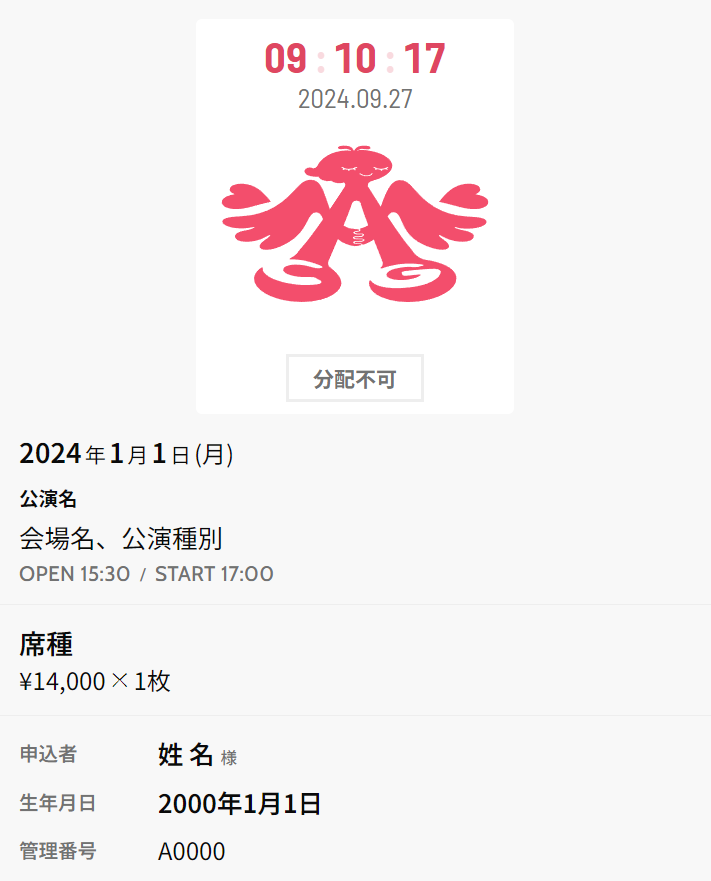 09:10:17
2024.09.27
分配不可
2024年1月1日(月)
公演名
会場名、公演種別
OPEN 15:30 / START 17:00
席種
¥14,000×1枚
申込者 姓 名 様
生年月日 2000年1月1日
管理番号 A0000